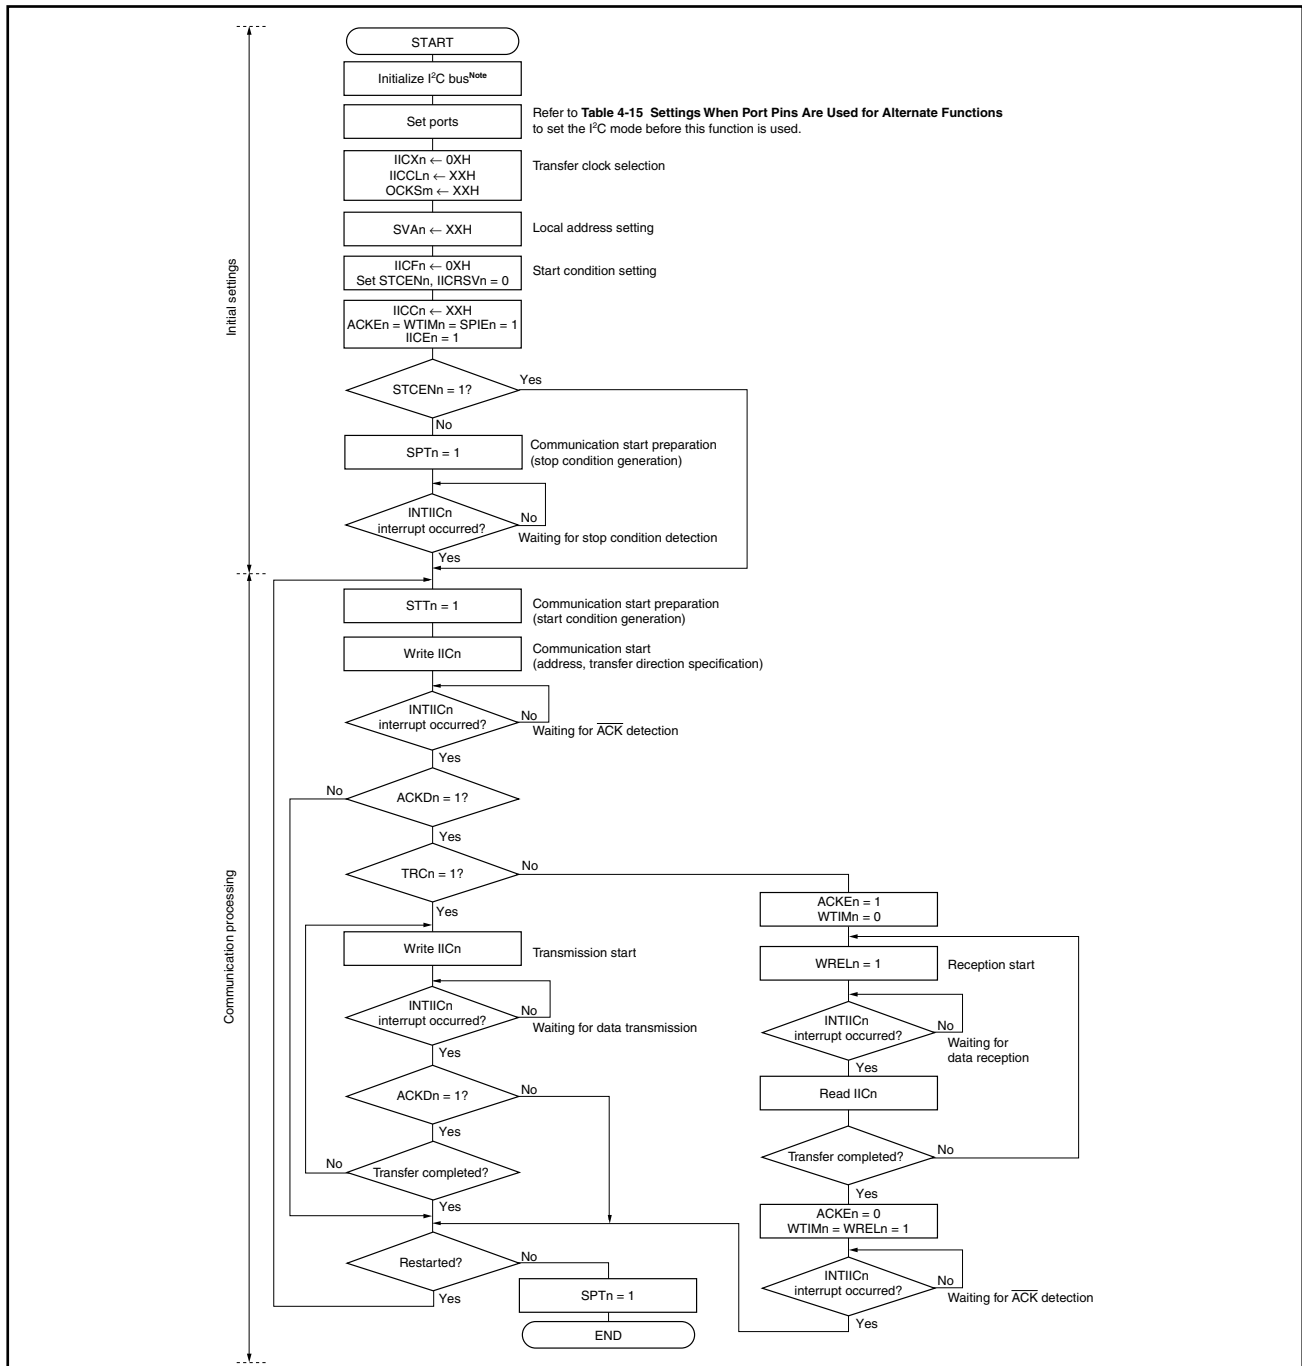 START
Initialize I²C bus^Note
Set ports
Refer to Table 4-15 Settings When Port Pins Are Used for Alternate Functions
to set the I²C mode before this function is used.
IICXn ← 0XH
IICCLn ← XXH
OCKSm ← XXH
Transfer clock selection
SVAn ← XXH
Local address setting
IICFn ← 0XH
Set STCENn, IICRSVn = 0
Start condition setting
IICCn ← XXH
ACKEn = WTIMn = SPIEn = 1
IICEn = 1
Initial settings
STCENn = 1?
Yes
No
SPTn = 1
Communication start preparation
(stop condition generation)
INTIICn
interrupt occurred?
No
Waiting for stop condition detection
Yes
STTn = 1
Communication start preparation
(start condition generation)
Write IICn
Communication start
(address, transfer direction specification)
INTIICn
interrupt occurred?
No
Waiting for A̅C̅K̅ detection
Yes
No
ACKDn = 1?
Yes
TRCn = 1?
No
Yes
Communication processing
ACKEn = 1
WTIMn = 0
Write IICn
Transmission start
WRELn = 1
Reception start
INTIICn
interrupt occurred?
No
Waiting for data transmission
Yes
INTIICn
interrupt occurred?
No
Waiting for
data reception
Yes
Read IICn
ACKDn = 1?
No
Yes
Transfer completed?
No
Yes
Transfer completed?
No
Yes
ACKEn = 0
WTIMn = WRELn = 1
Restarted?
No
Yes
INTIICn
interrupt occurred?
No
Waiting for A̅C̅K̅ detection
Yes
SPTn = 1
END